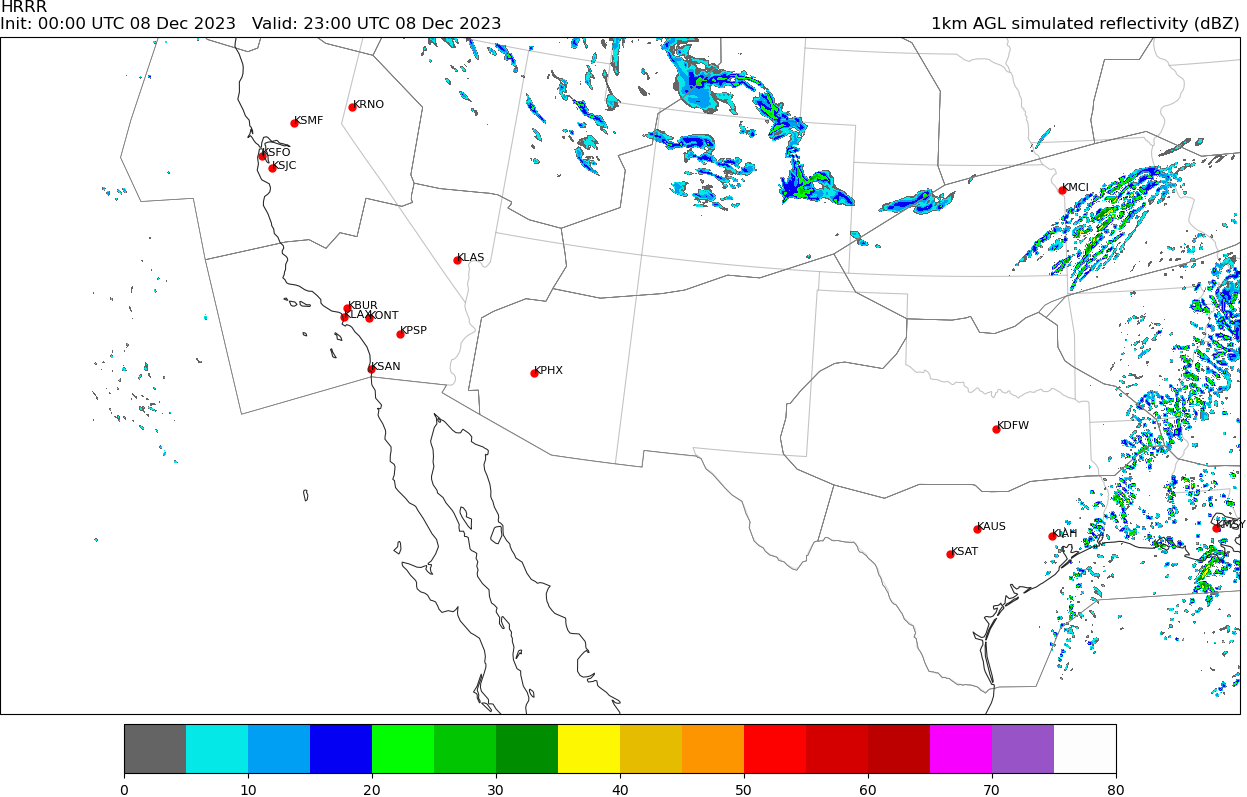 HRRR
Init: 00:00 UTC 08 Dec 2023   Valid: 23:00 UTC 08 Dec 2023
1km AGL simulated reflectivity (dBZ)
KRNO
KSMF
KSFO
KSJC
KMCI
KLAS
KBUR
KLAX
KONT
KPSP
KSAN
KPHX
KDFW
KAUS
KMSY
KIAH
KSAT
0 10 20 30 40 50 60 70 80